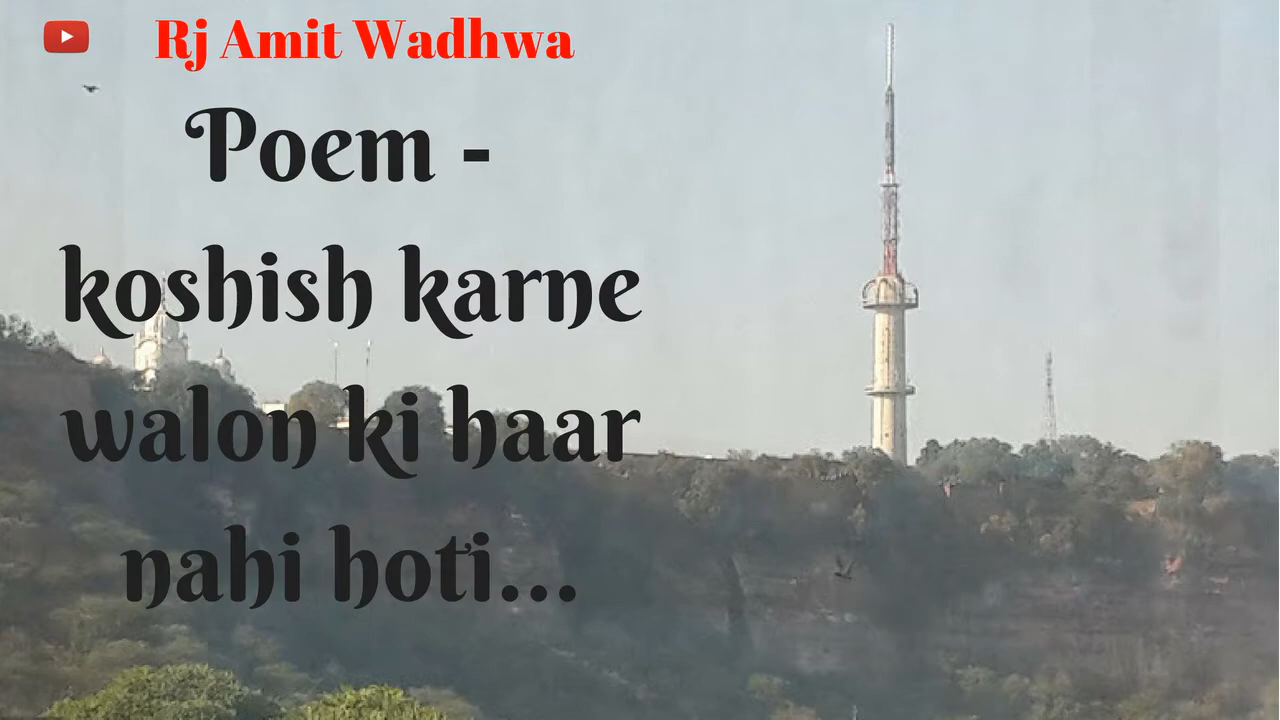 Rj Amit Wadhwa
Poem -
koshish karne
walon ki haar
nahi hoti...